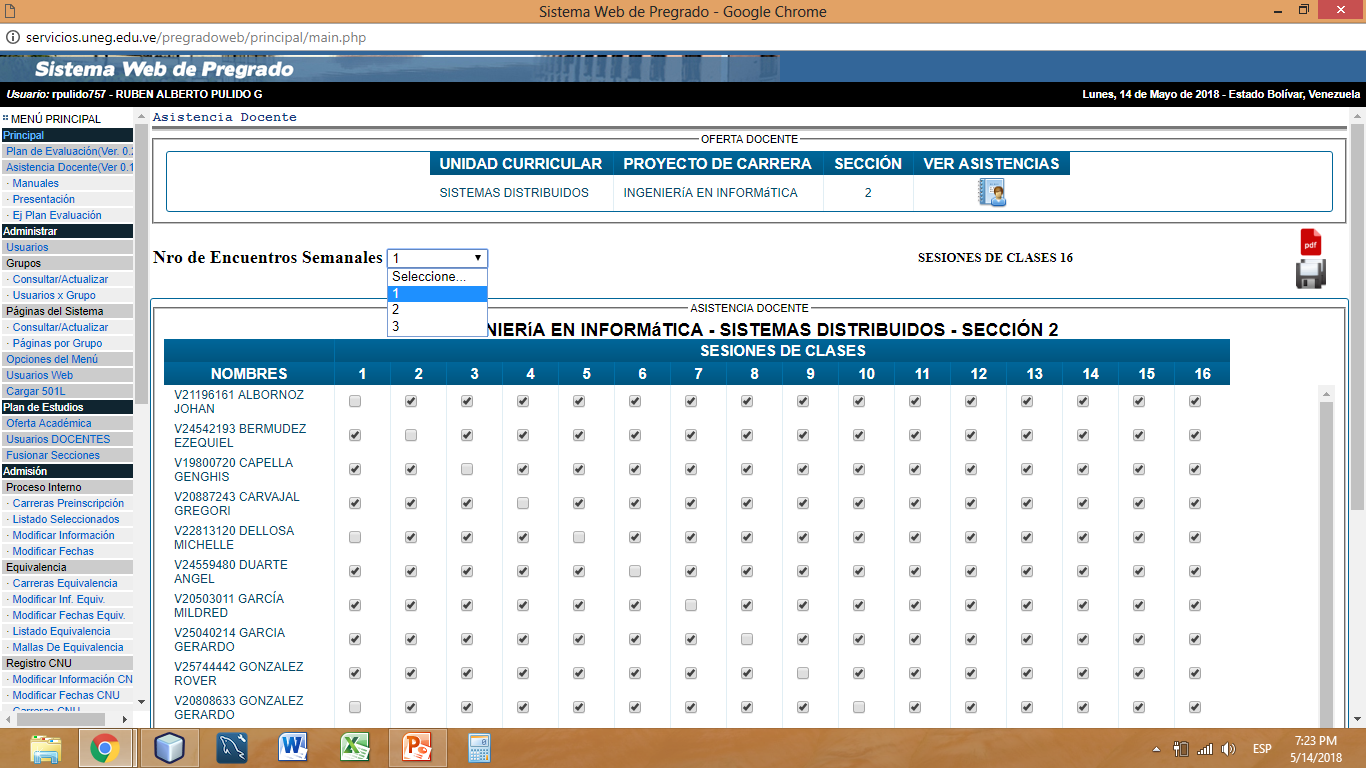 Sistema Web de Pregrado - Google Chrome
servicios.uneg.edu.ve/pregradoweb/principal/main.php
Sistema Web de Pregrado
Usuario: rpulido757 - RUBEN ALBERTO PULIDO G
Lunes, 14 de Mayo de 2018 - Estado Bolívar, Venezuela
MENÚ PRINCIPAL
Principal
Plan de Evaluación(Ver. 0.2
Asistencia Docente(Ver 0.1
· Manuales
· Presentación
· Ej Plan Evaluación
Administrar
Usuarios
Grupos
· Consultar/Actualizar
· Usuarios x Grupo
Páginas del Sistema
· Consultar/Actualizar
· Páginas por Grupo
Opciones del Menú
Usuarios Web
Cargar 501L
Plan de Estudios
Oferta Académica
Usuarios DOCENTES
Fusionar Secciones
Admisión
Proceso Interno
· Carreras Preinscripción
· Listado Seleccionados
· Modificar Información
· Modificar Fechas
Equivalencia
· Carreras Equivalencia
· Modificar Inf. Equiv.
· Modificar Fechas Equiv.
· Listado Equivalencia
· Mallas De Equivalencia
Registro CNU
· Modificar Información CN
· Modificar Fechas CNU
· Carreras CNU
Asistencia Docente
OFERTA DOCENTE
UNIDAD CURRICULAR PROYECTO DE CARRERA SECCIÓN VER ASISTENCIAS
SISTEMAS DISTRIBUIDOS INGENIERíA EN INFORMáTICA 2
Nro de Encuentros Semanales 1
Seleccione...
1
2
3
SESIONES DE CLASES 16
pdf
ASISTENCIA DOCENTE
NIERíA EN INFORMáTICA - SISTEMAS DISTRIBUIDOS - SECCIÓN 2
SESIONES DE CLASES
NOMBRES 1 2 3 4 5 6 7 8 9 10 11 12 13 14 15 16
V21196161 ALBORNOZ
JOHAN
V24542193 BERMUDEZ
EZEQUIEL
V19800720 CAPELLA
GENGHIS
V20887243 CARVAJAL
GREGORI
V22813120 DELLOSA
MICHELLE
V24559480 DUARTE
ANGEL
V20503011 GARCÍA
MILDRED
V25040214 GARCIA
GERARDO
V25744442 GONZALEZ
ROVER
V20808633 GONZALEZ
GERARDO
ESP
7:23 PM
5/14/2018